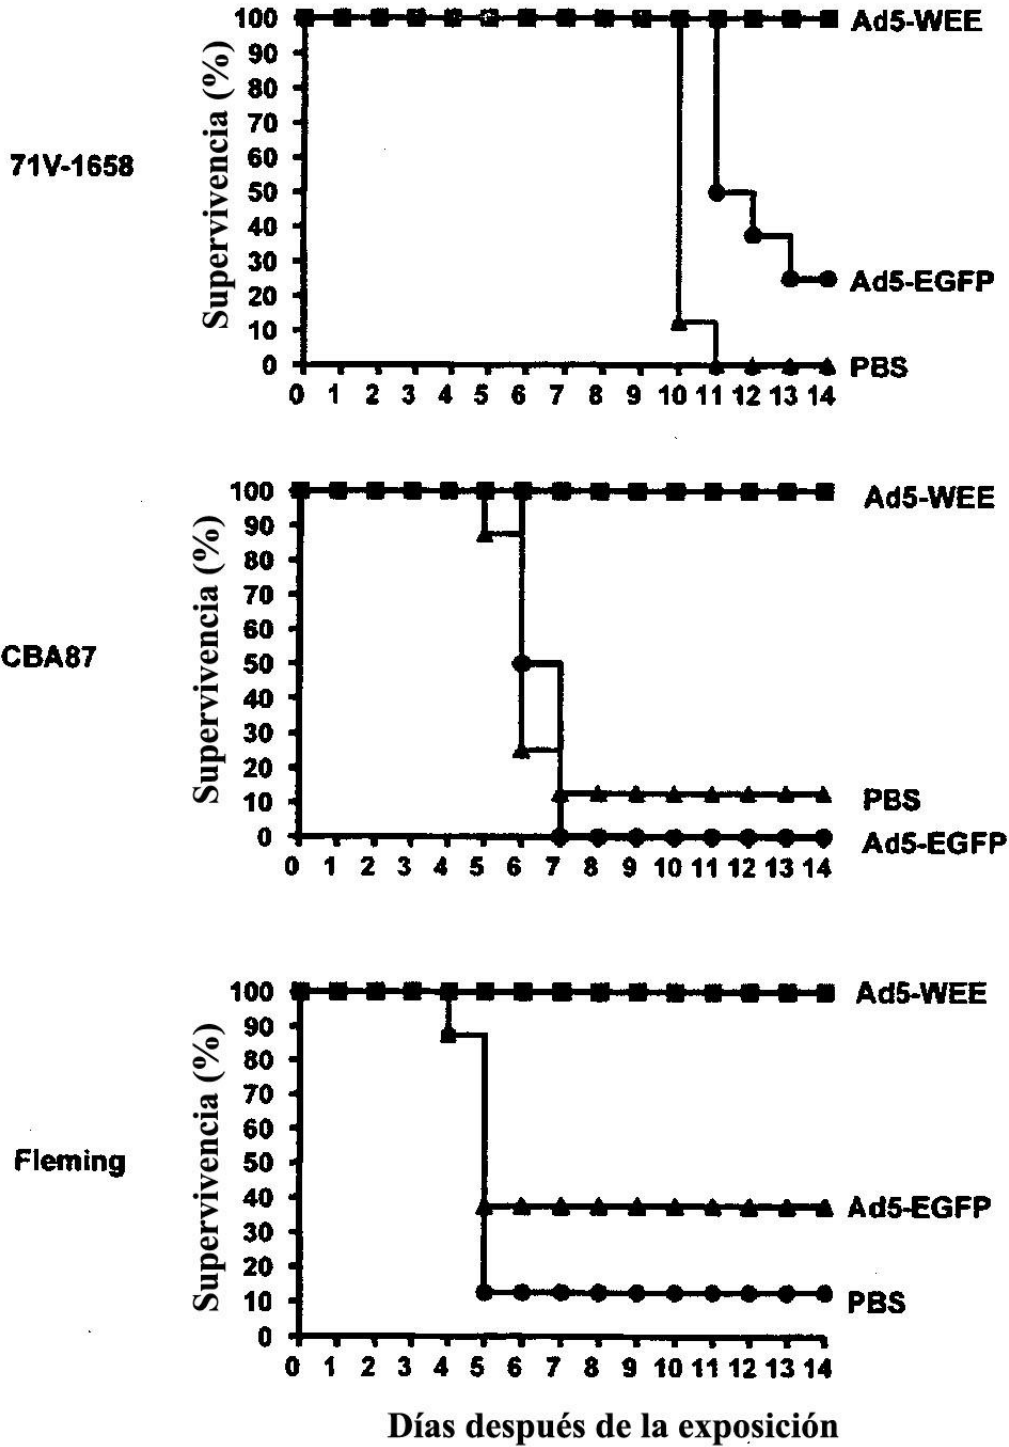 71V-1658
Supervivencia (%)
100
90
80
70
60
50
40
30
20
10
0
0 1 2 3 4 5 6 7 8 9 10 11 12 13 14
Ad5-WEE
Ad5-EGFP
PBS
CBA87
Supervivencia (%)
100
90
80
70
60
50
40
30
20
10
0
0 1 2 3 4 5 6 7 8 9 10 11 12 13 14
Ad5-WEE
PBS
Ad5-EGFP
Fleming
Supervivencia (%)
100
90
80
70
60
50
40
30
20
10
0
0 1 2 3 4 5 6 7 8 9 10 11 12 13 14
Ad5-WEE
Ad5-EGFP
PBS
Días después de la exposición